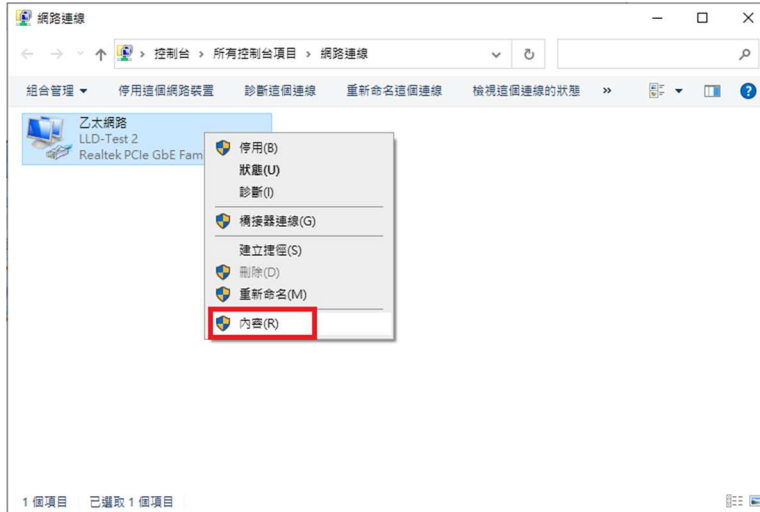 網路連線
控制台 › 所有控制台項目 › 網路連線
組合管理 停用這個網路裝置 診斷這個連線 重新命名這個連線 檢視這個連線的狀態 »
乙太網路
LLD-Test 2
Realtek PCIe GbE Fam
停用(B)
狀態(U)
診斷(I)
橋接器連線(G)
建立捷徑(S)
刪除(D)
重新命名(M)
內容(R)
1 個項目 已選取 1 個項目